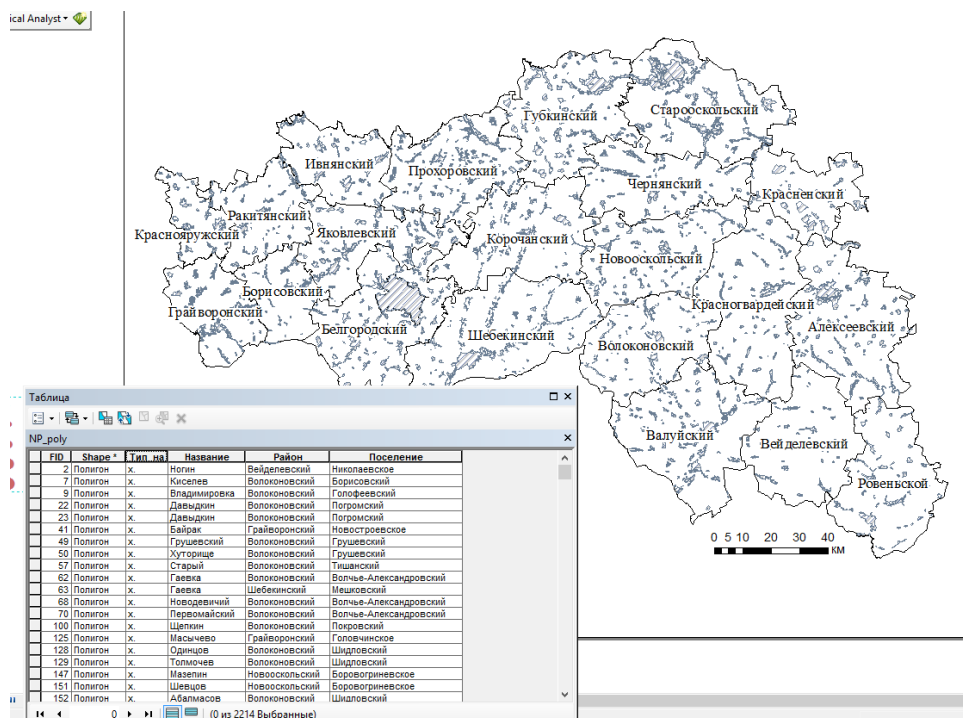 ical Analyst
Губкинский
Старооскольский
Ивнянский
Прохоровский
Чернянский
Красненский
Ракитянский
Краснояружский
Яковлевский
Корочанский
Новооскольский
Борисовский
Грайворонский
Красногвардейский
Белгородский
Шебекинский
Алексеевский
Волоконовский
Валуйский
Вейделевский
Ровеньской
0 5 10 20 30 40
КМ
Таблица
NP_poly
FID Shape * Тип_на Название Район Поселение
2 Полигон х. Ногин Вейделевский Николаевское
7 Полигон х. Киселев Волоконовский Борисовский
9 Полигон х. Владимировка Волоконовский Голофеевский
22 Полигон х. Давыдкин Волоконовский Погромский
23 Полигон х. Давыдкин Волоконовский Погромский
41 Полигон х. Байрак Грайворонский Новостроевское
49 Полигон х. Грушевский Волоконовский Грушевский
50 Полигон х. Хуторище Волоконовский Грушевский
57 Полигон х. Старый Волоконовский Тишанский
62 Полигон х. Гаевка Волоконовский Волчье-Александровский
63 Полигон х. Гаевка Шебекинский Мешковский
68 Полигон х. Новодевичий Волоконовский Волчье-Александровский
70 Полигон х. Первомайский Волоконовский Волчье-Александровский
100 Полигон х. Щепкин Волоконовский Покровский
125 Полигон х. Масычево Грайворонский Головчинское
128 Полигон х. Одинцов Волоконовский Шидловский
129 Полигон х. Толмочев Волоконовский Шидловский
147 Полигон х. Мазепин Новооскольский Боровогриневское
151 Полигон х. Шевцов Новооскольский Боровогриневское
152 Полигон х. Абалмасов Волоконовский Шидловский
0 (0 из 2214 Выбранные)